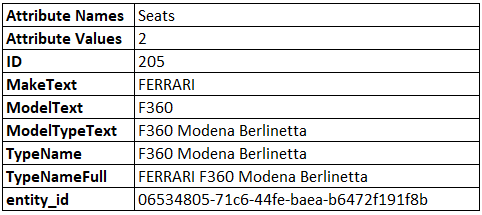 Attribute Names Seats
Attribute Values 2
ID 205
MakeText FERRARI
ModelText F360
ModelTypeText F360 Modena Berlinetta
TypeName F360 Modena Berlinetta
TypeNameFull FERRARI F360 Modena Berlinetta
entity_id 06534805-71c6-44fe-baea-b6472f191f8b